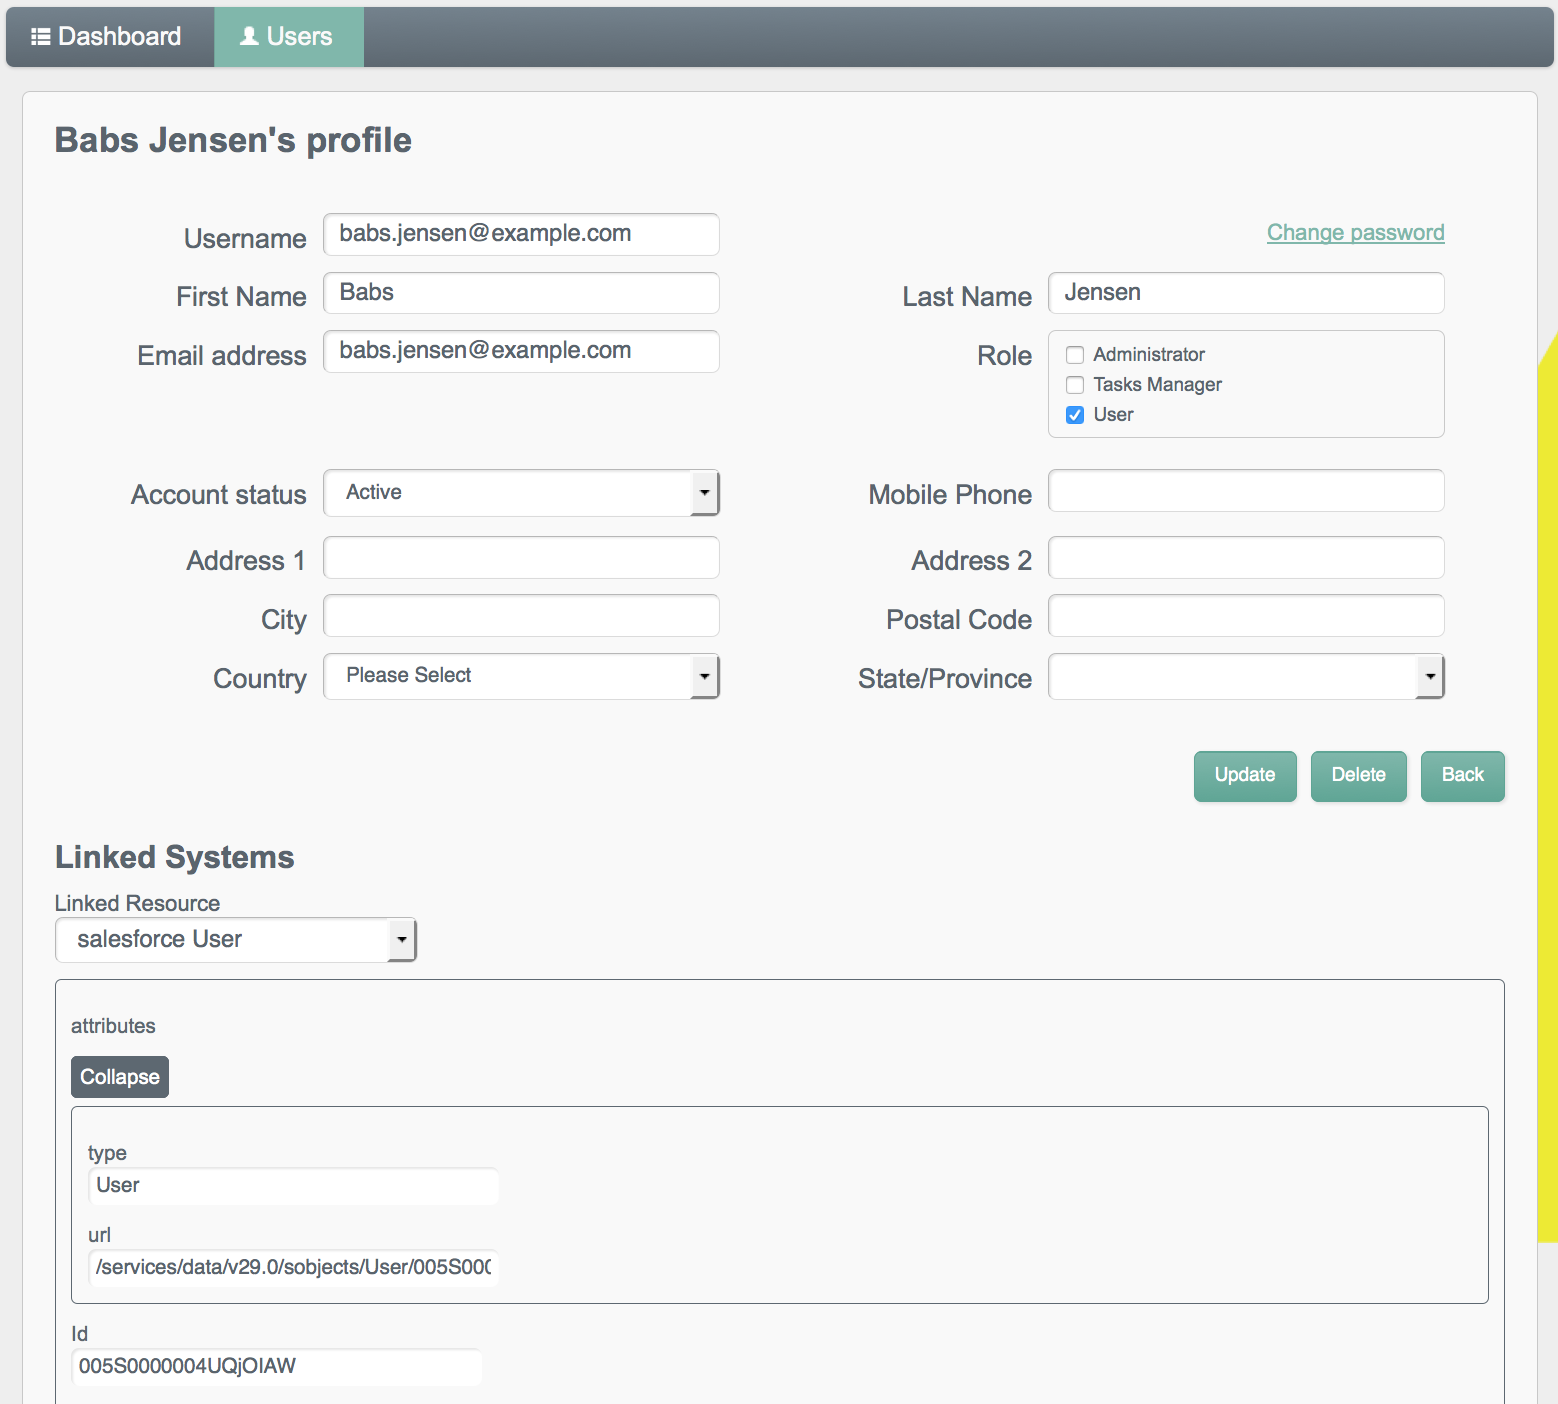 Dashboard Users
Babs Jensen's profile
Username babs.jensen@example.com Change password
First Name Babs Last Name Jensen
Email address babs.jensen@example.com Role Administrator
Tasks Manager
User
Account status Active Mobile Phone
Address 1 Address 2
City Postal Code
Country Please Select State/Province
Update Delete Back
Linked Systems
Linked Resource
salesforce User
attributes
Collapse
type
User
url
/services/data/v29.0/sobjects/User/005S000
Id
005S0000004UQjOIAW